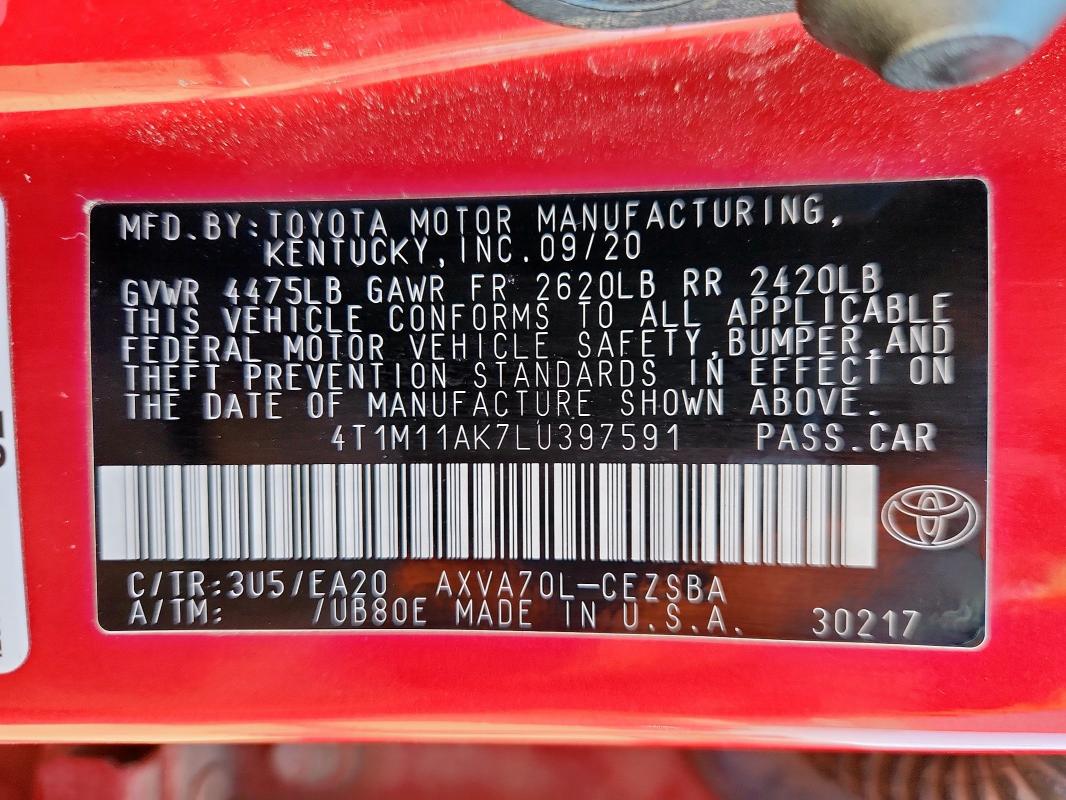 MFD.BY:TOYOTA MOTOR MANUFACTURING,
KENTUCKY,INC.09/20
GVWR 4475LB GAWR FR 2620LB RR 2420LB
THIS VEHICLE CONFORMS TO ALL APPLICABLE
FEDERAL MOTOR VEHICLE SAFETY,BUMPER,AND
THEFT PREVENTION STANDARDS IN EFFECT ON
THE DATE OF MANUFACTURE SHOWN ABOVE.
4T1M11AK7LU397591 PASS.CAR
C/TR:3U5/EA20 AXVA70L-CEZSBA
A/TM: /UB80E MADE IN U.S.A. 30217